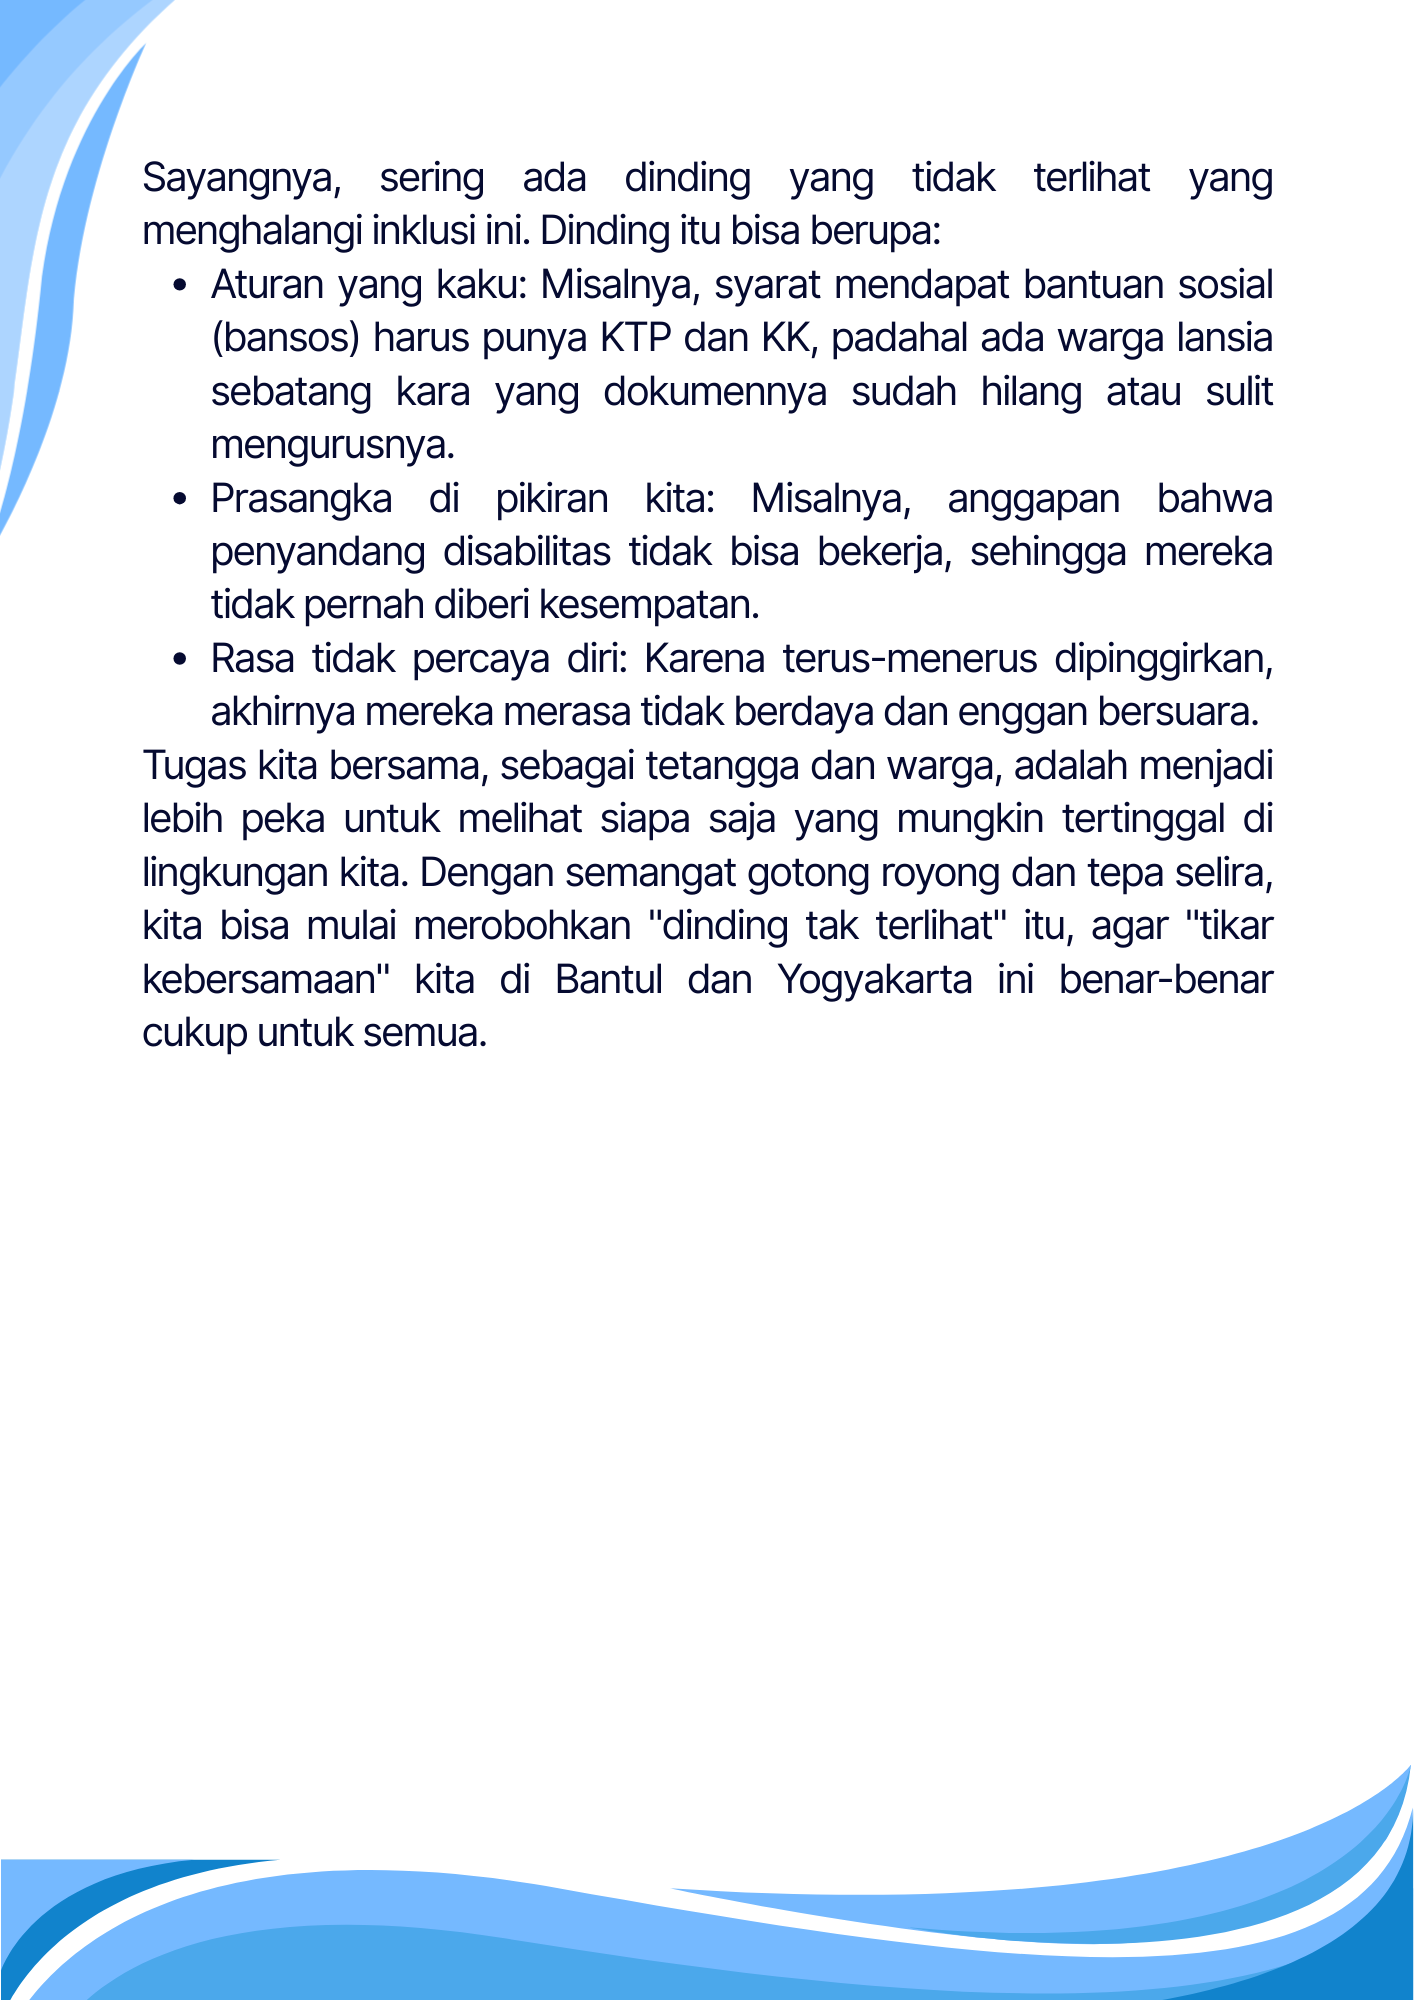 Sayangnya, sering ada dinding yang tidak terlihat yang
menghalangi inklusi ini. Dinding itu bisa berupa:
• Aturan yang kaku: Misalnya, syarat mendapat bantuan sosial
(bansos) harus punya KTP dan KK, padahal ada warga lansia
sebatang kara yang dokumennya sudah hilang atau sulit
mengurusnya.
• Prasangka di pikiran kita: Misalnya, anggapan bahwa
penyandang disabilitas tidak bisa bekerja, sehingga mereka
tidak pernah diberi kesempatan.
• Rasa tidak percaya diri: Karena terus-menerus dipinggirkan,
akhirnya mereka merasa tidak berdaya dan enggan bersuara.
Tugas kita bersama, sebagai tetangga dan warga, adalah menjadi
lebih peka untuk melihat siapa saja yang mungkin tertinggal di
lingkungan kita. Dengan semangat gotong royong dan tepa selira,
kita bisa mulai merobohkan "dinding tak terlihat" itu, agar "tikar
kebersamaan" kita di Bantul dan Yogyakarta ini benar-benar
cukup untuk semua.